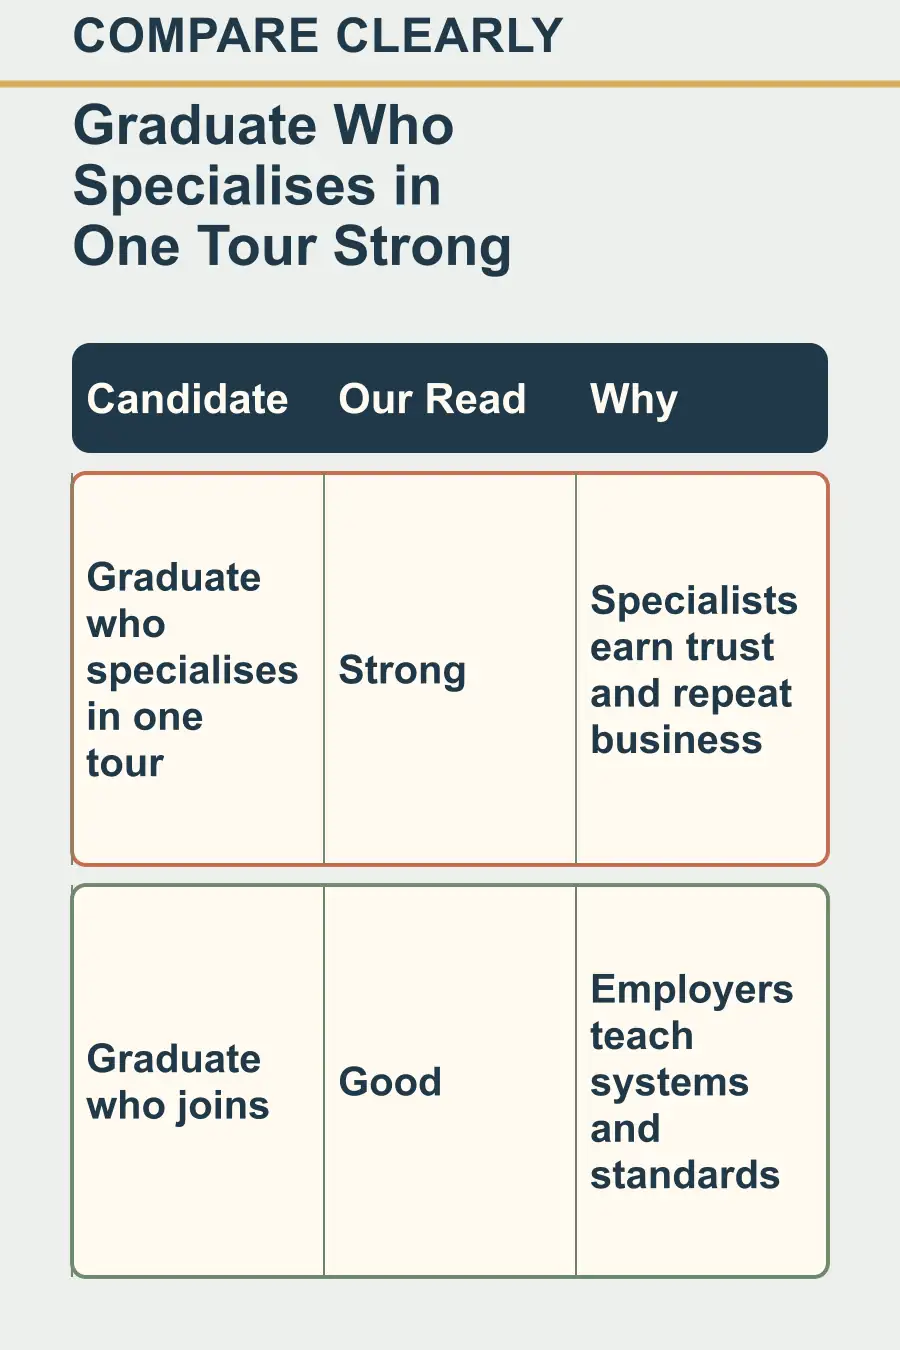 COMPARE CLEARLY
Graduate Who
Specialises in
One Tour Strong
Candidate
Our Read
Why
Graduate
who
specialises
in one
tour
Strong
Specialists
earn trust
and repeat
business
Graduate
who joins
Good
Employers
teach
systems
and
standards